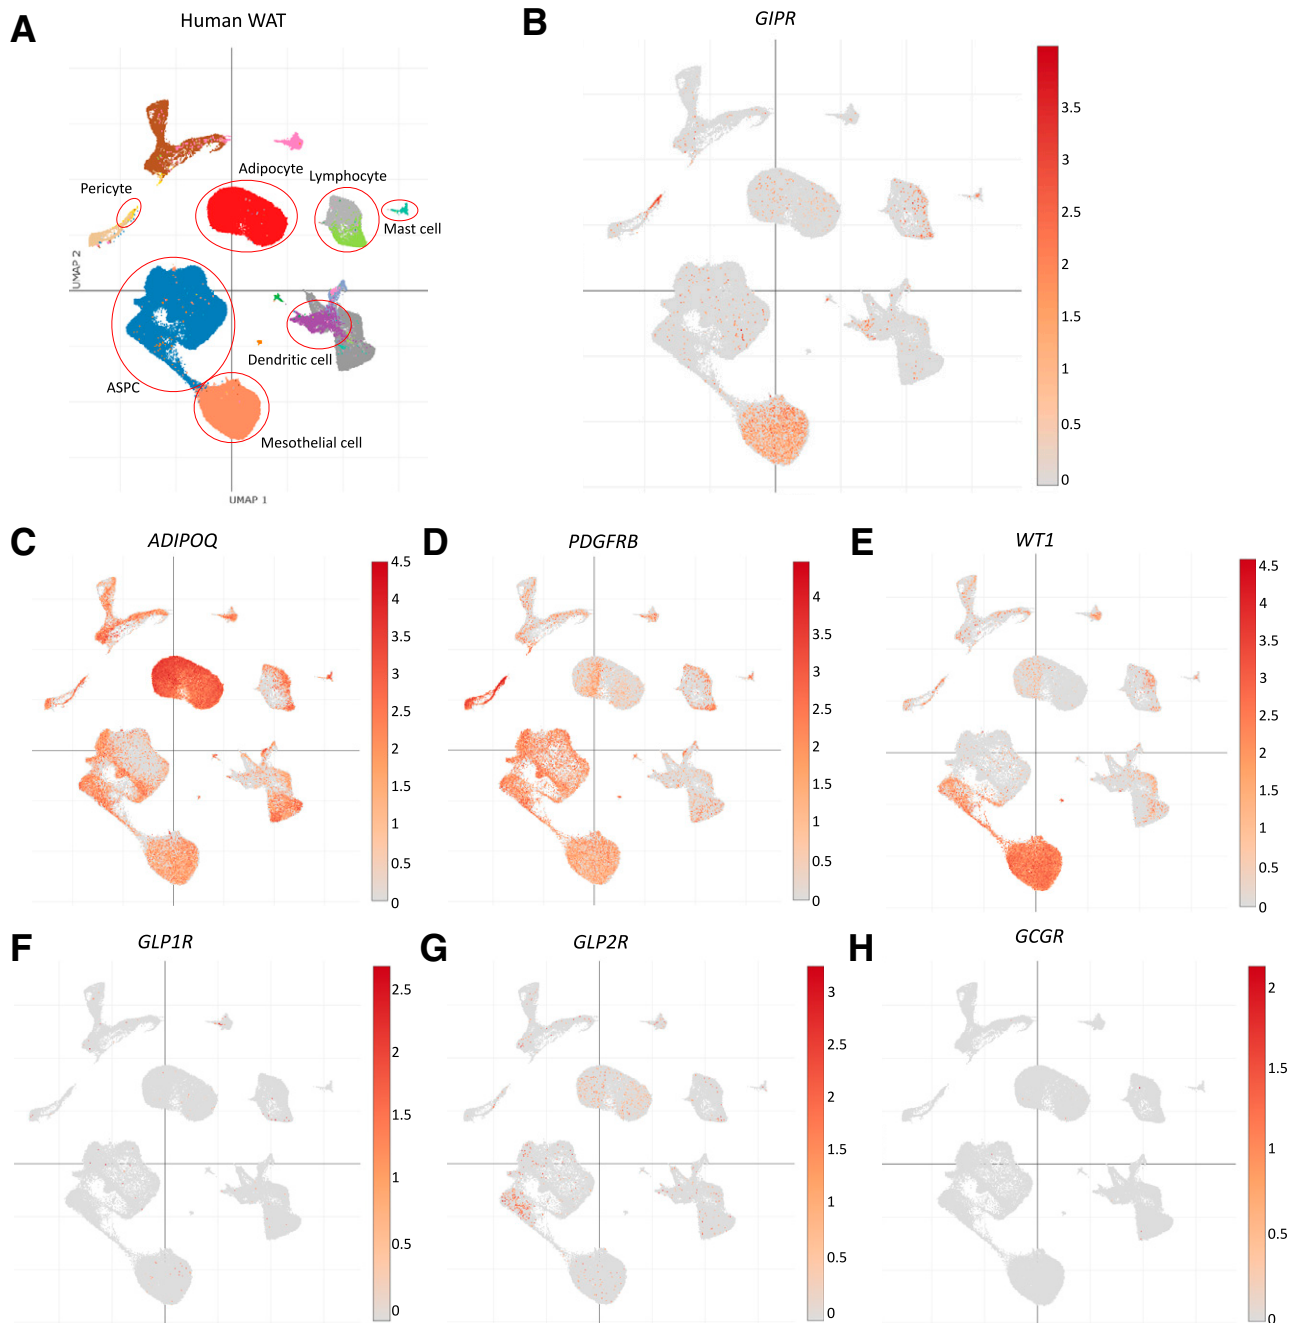 A
Human WAT
Adipocyte
Lymphocyte
Pericyte
Mast cell
UMAP 2
Dendritic cell
ASPC
Mesothelial cell
UMAP 1
B
GIPR
3.5
3
2.5
2
1.5
1
0.5
0
C
ADIPOQ
4.5
4
3.5
3
2.5
2
1.5
1
0.5
0
D
PDGFRB
4
3.5
3
2.5
2
1.5
1
0.5
0
E
WT1
4.5
4
3.5
3
2.5
2
1.5
1
0.5
0
F
GLP1R
2.5
2
1.5
1
0.5
0
G
GLP2R
3
2.5
2
1.5
1
0.5
0
H
GCGR
2
1.5
1
0.5
0